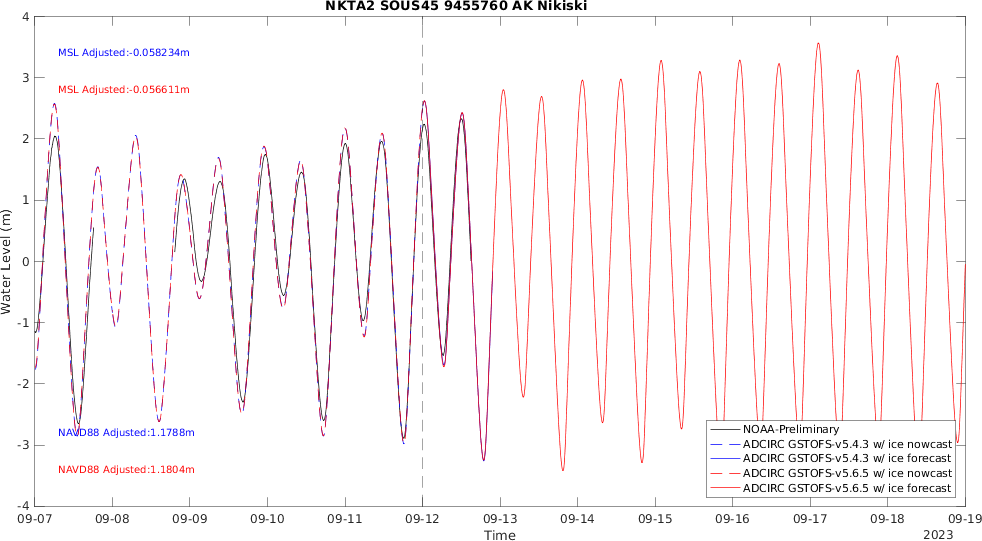 NKTA2 SOUS45 9455760 AK Nikiski
4
MSL Adjusted:-0.058234m
3
MSL Adjusted:-0.056611m
2
1
0
-1
-2
-3
-4
Water Level (m)
NAVD88 Adjusted:1.1788m
NAVD88 Adjusted:1.1804m
NOAA-Preliminary
ADCIRC GSTOFS-v5.4.3 w/ ice nowcast
ADCIRC GSTOFS-v5.4.3 w/ ice forecast
ADCIRC GSTOFS-v5.6.5 w/ ice nowcast
ADCIRC GSTOFS-v5.6.5 w/ ice forecast
09-07 09-08 09-09 09-10 09-11 09-12 09-13 09-14 09-15 09-16 09-17 09-18 09-19
Time
2023